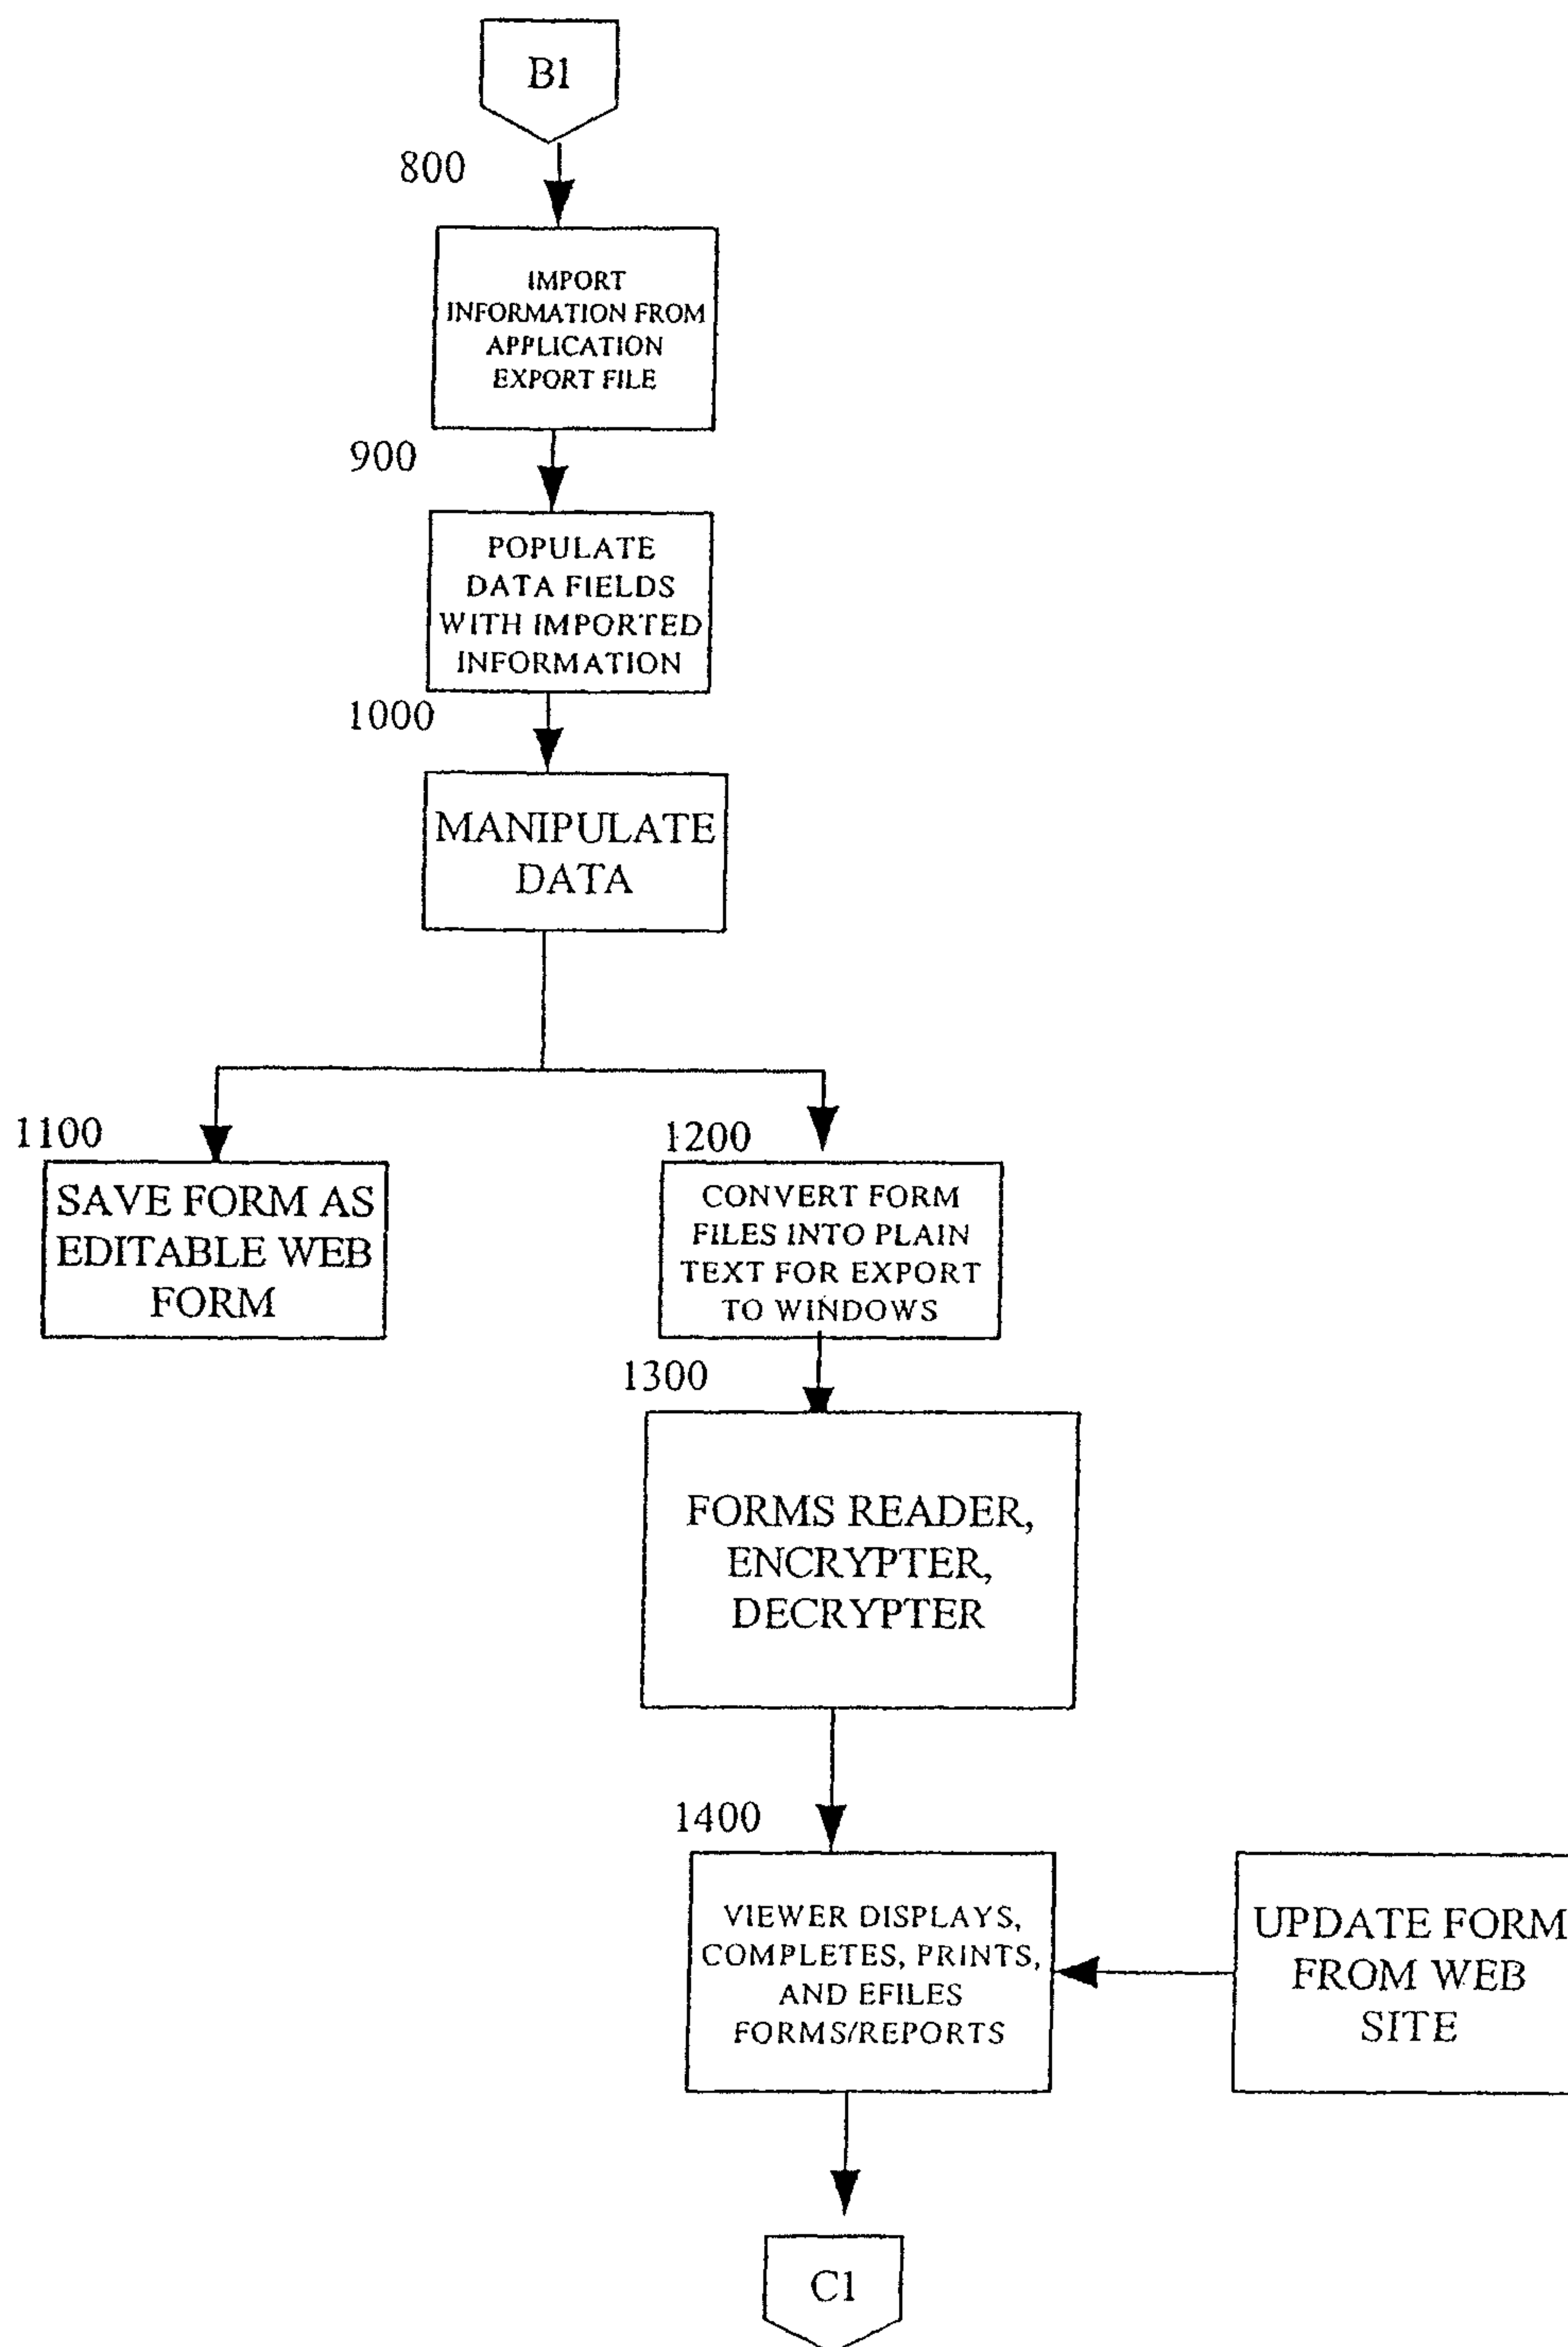 B1
800
IMPORT
INFORMATION FROM
APPLICATION
EXPORT FILE
900
POPULATE
DATA FIELDS
WITH IMPORTED
INFORMATION
1000
MANIPULATE
DATA
1100
SAVE FORM AS
EDITABLE WEB
FORM
1200
CONVERT FORM
FILES INTO PLAIN
TEXT FOR EXPORT
TO WINDOWS
1300
FORMS READER,
ENCRYPTER,
DECRYPTER
1400
VIEWER DISPLAYS,
COMPLETES, PRINTS,
AND EFILES
FORMS/REPORTS
UPDATE FORM
FROM WEB
SITE
C1